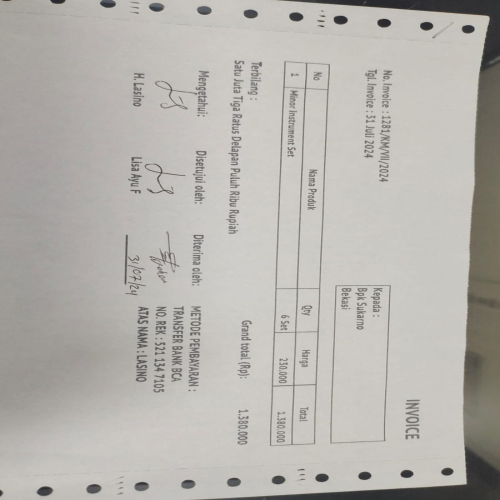 INVOICE
No. Invoice : 1281/KM/VII/2024
Tgl. Invoice : 31 Juli 2024
Kepada :
Bpk Sukarno
Bekasi
No Nama Produk Qty Harga Total
1 Minor Instrument Set 6 Set 230.000 1.380.000
Grand total (Rp): 1.380.000
Terbilang :
Satu Juta Tiga Ratus Delapan Puluh Ribu Rupiah
Mengetahui: Disetujui oleh: Diterima oleh:
H. Lasino Lisa Ayu F 31/07/24
METODE PEMBAYARAN :
TRANSFER BANK BCA
NO. REK : 521 134 7105
ATAS NAMA : LASINO